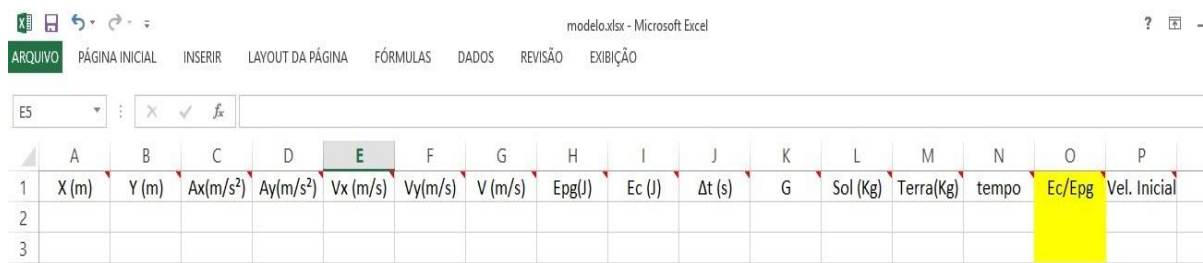 modelo.xlsx - Microsoft Excel ?
ARQUIVO PÁGINA INICIAL INSERIR LAYOUT DA PÁGINA FÓRMULAS DADOS REVISÃO EXIBIÇÃO
E5 fx
A B C D E F G H I J K L M N O P
1 X (m) Y (m) Ax(m/s²) Ay(m/s²) Vx (m/s) Vy(m/s) V (m/s) Epg(J) Ec (J) Δt (s) G Sol (Kg) Terra(Kg) tempo Ec/Epg Vel. Inicial
2
3